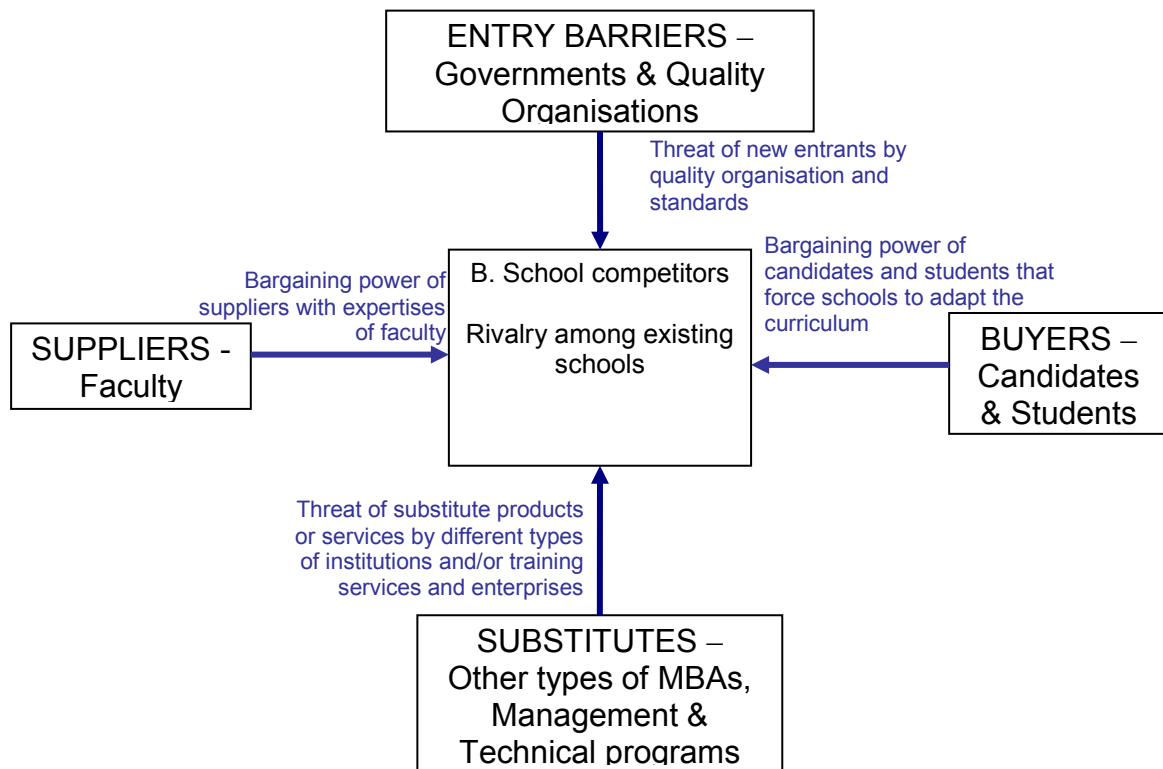 ENTRY BARRIERS –
Governments & Quality
Organisations
Threat of new entrants by
quality organisation and
standards
Bargaining power of
candidates and students that
force schools to adapt the
curriculum
Bargaining power of
suppliers with expertises
of faculty
B. School competitors
Rivalry among existing
schools
SUPPLIERS -
Faculty
BUYERS –
Candidates
& Students
Threat of substitute products
or services by different types
of institutions and/or training
services and enterprises
SUBSTITUTES –
Other types of MBAs,
Management &
Technical programs